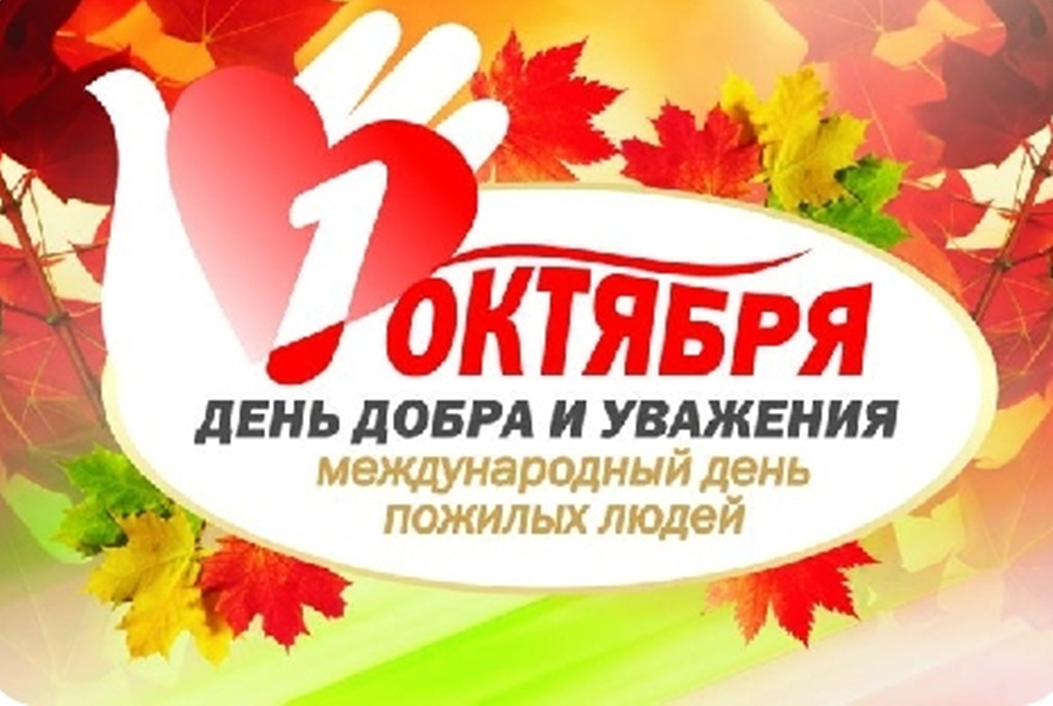 1 ОКТЯБРЯ
ДЕНЬ ДОБРА И УВАЖЕНИЯ
международный день
пожилых людей